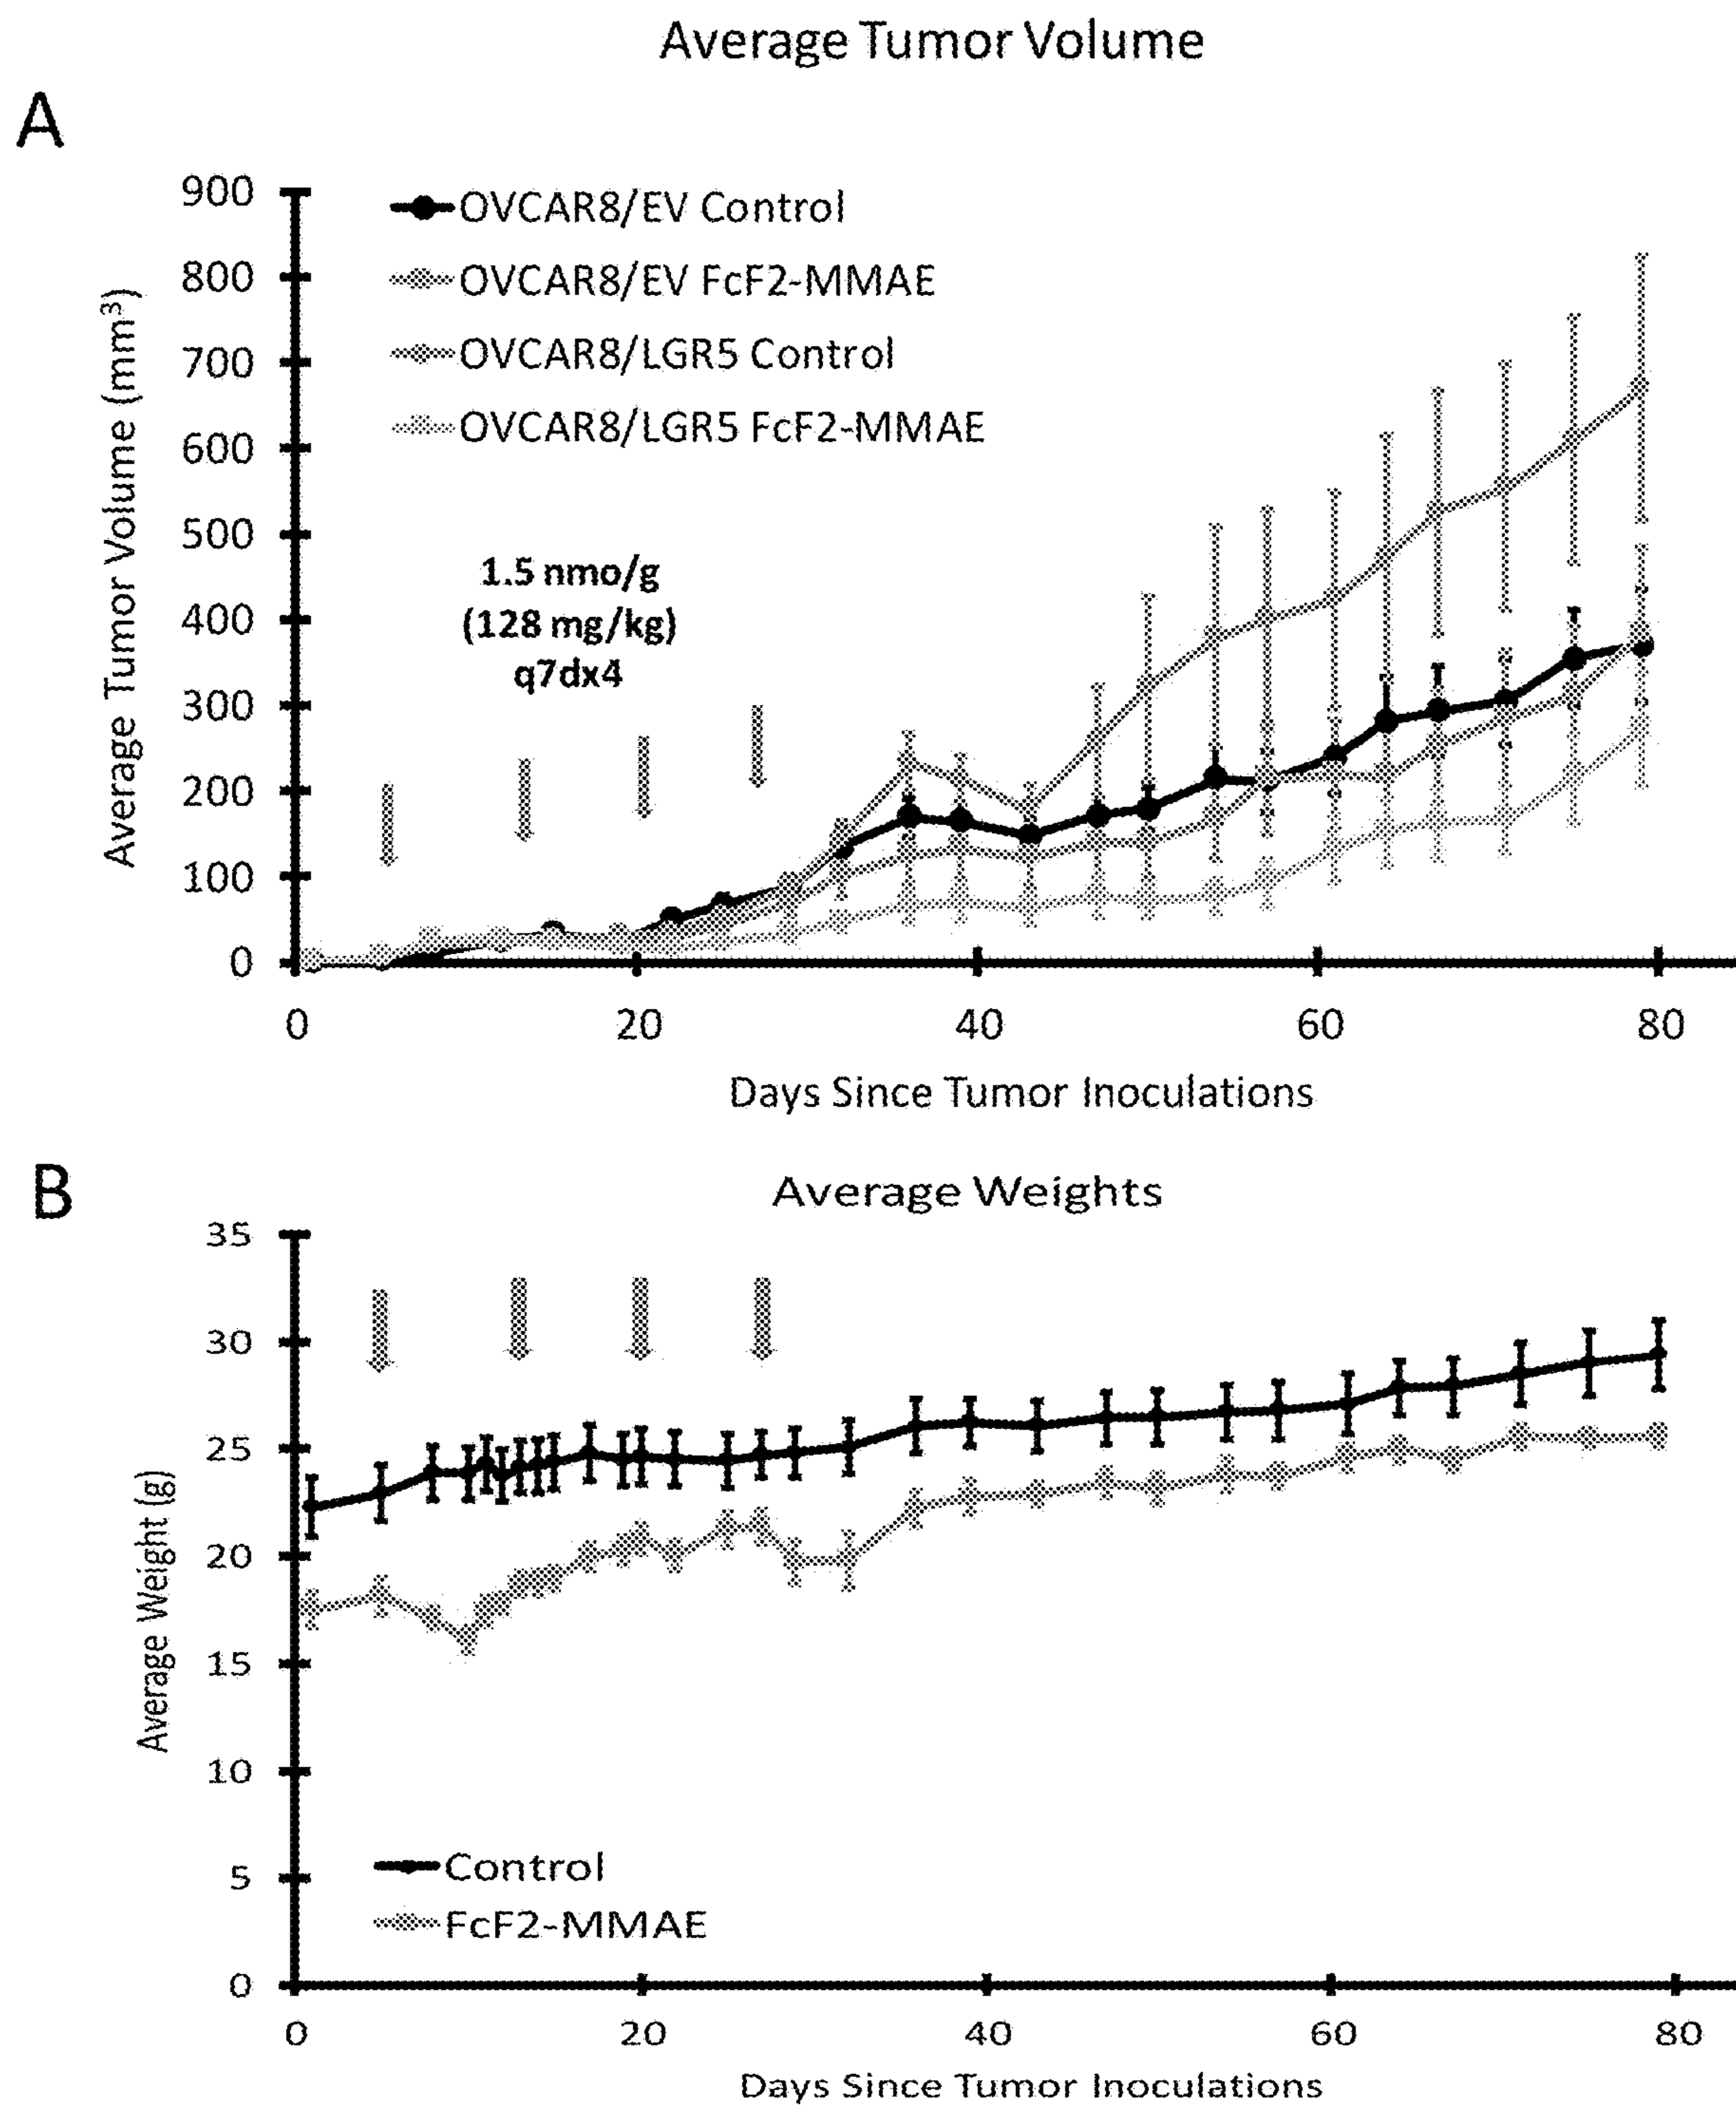 Average Tumor Volume
A
900
800
700
600
500
400
300
200
100
0
Average Tumor Volume (mm³)
OVCAR8/EV Control
OVCAR8/EV FcF2-MMAE
OVCAR8/LGR5 Control
OVCAR8/LGR5 FcF2-MMAE
1.5 nmo/g
(128 mg/kg)
q7dx4
0 20 40 60 80
Days Since Tumor Inoculations
B
Average Weights
35
30
25
20
15
10
5
0
Average Weight (g)
Control
FcF2-MMAE
0 20 40 60 80
Days Since Tumor Inoculations